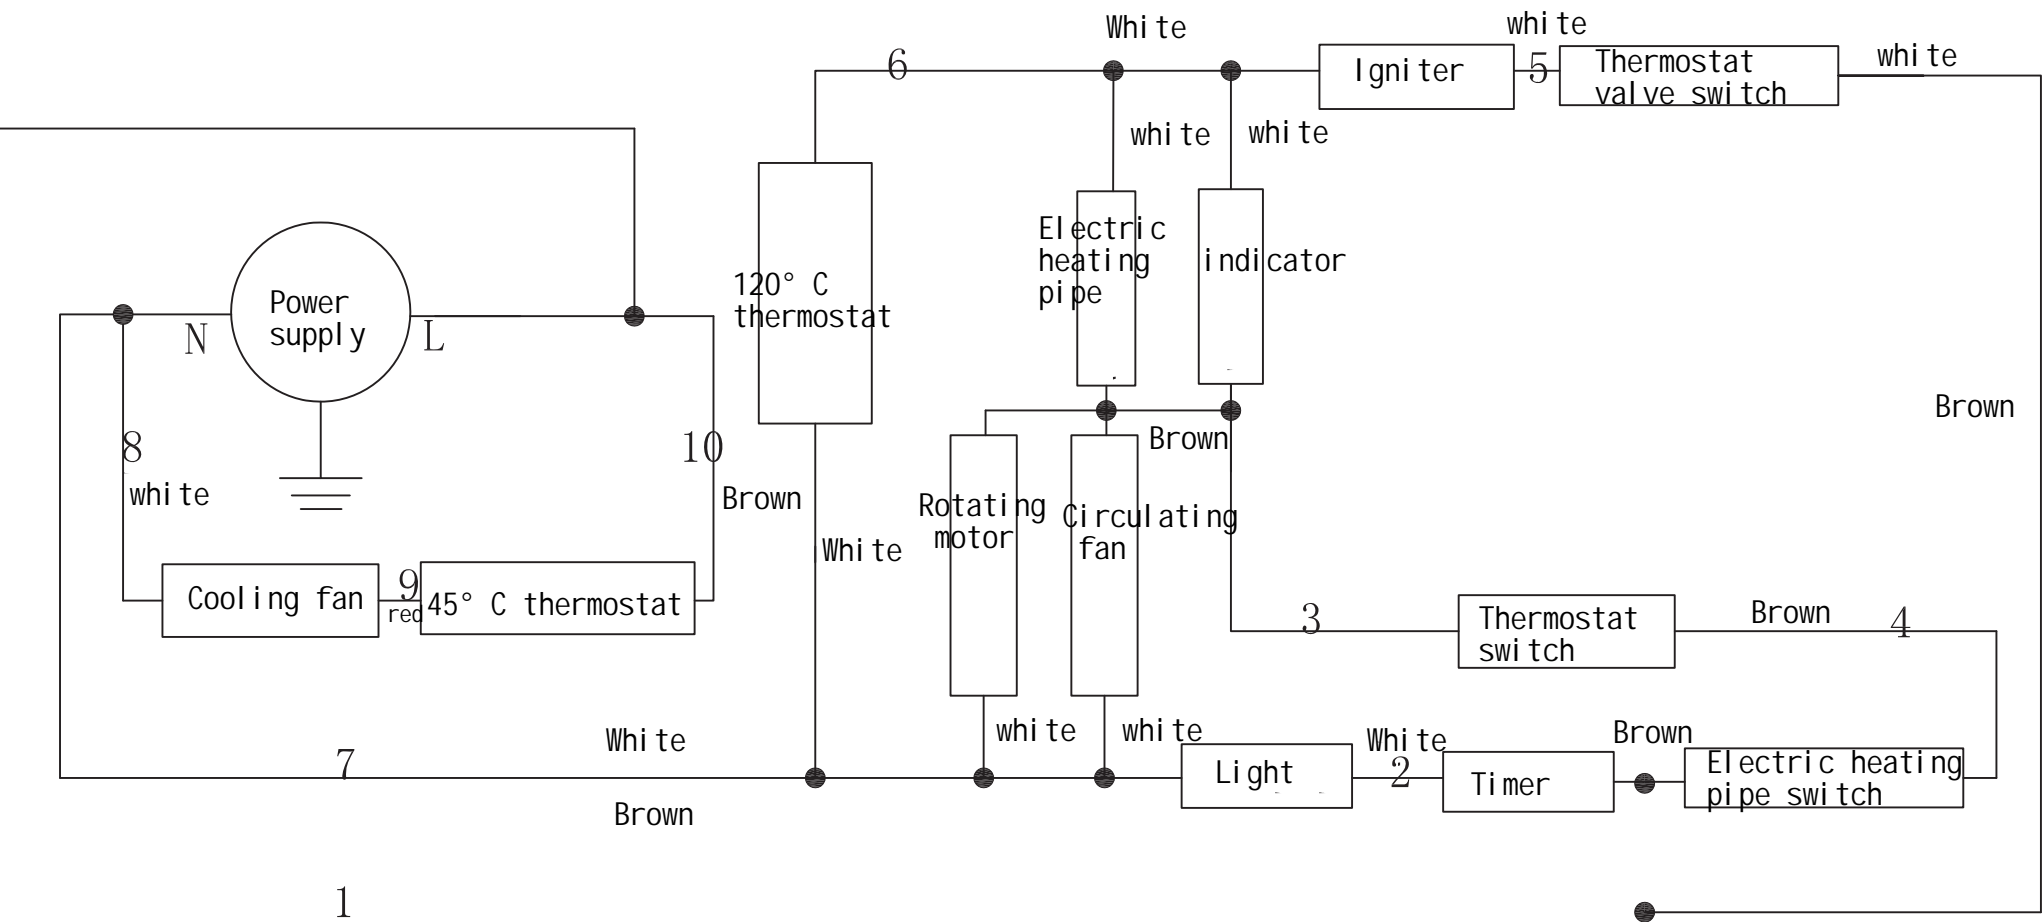 White
white
6
Igniter
5
Thermostat
valve switch
white
white
white
Electric
heating
pipe
indicator
120° C
thermostat
Power
supply
N
L
Brown
8
10
Brown
white
Brown
Rotating
motor
Circulating
fan
White
Cooling fan
9
red
45° C thermostat
3
Thermostat
switch
Brown
4
White
white
white
White
Brown
7
Light
2
Timer
Electric heating
pipe switch
Brown
1